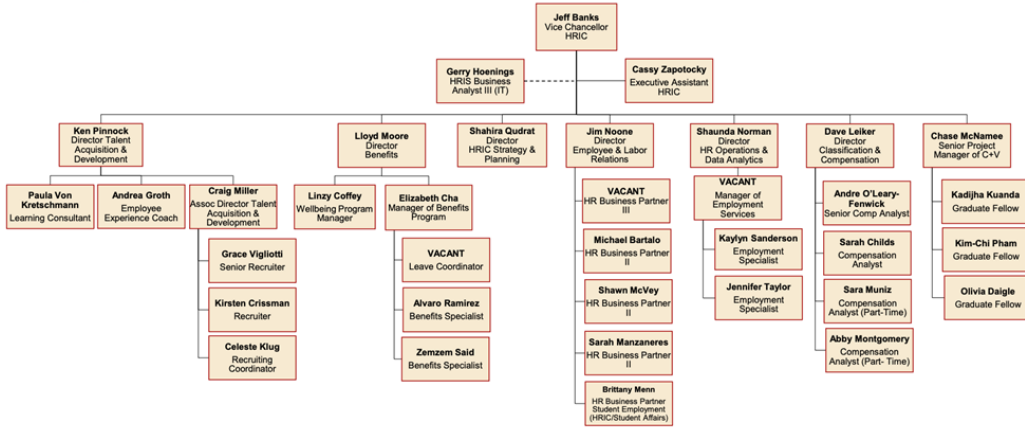 Jeff Banks
Vice Chancellor
HRIC
Gerry Hoenings
HRIS Business
Analyst III (IT)
Cassy Zapotocky
Executive Assistant
HRIC
Ken Pinnock
Director Talent
Acquisition &
Development
Lloyd Moore
Director
Benefits
Shahira Qudrat
Director
HRIC Strategy &
Planning
Jim Noone
Director
Employee & Labor
Relations
Shaunda Norman
Director
HR Operations &
Data Analytics
Dave Leiker
Director
Classification &
Compensation
Chase McNamee
Senior Project
Manager of C+V
Paula Von
Kretschmann
Learning Consultant
Andrea Groth
Employee
Experience Coach
Craig Miller
Assoc Director Talent
Acquisition &
Development
Grace Vigliotti
Senior Recruiter
Kirsten Crissman
Recruiter
Celeste Klug
Recruiting
Coordinator
Linzy Coffey
Wellbeing Program
Manager
Elizabeth Cha
Manager of Benefits
Program
VACANT
Leave Coordinator
Alvaro Ramirez
Benefits Specialist
Zemzem Said
Benefits Specialist
VACANT
HR Business Partner
III
Michael Bartalo
HR Business Partner
II
Shawn McVey
HR Business Partner
II
Sarah Manzaneres
HR Business Partner
II
Brittany Menn
HR Business Partner
Student Employment
(HRIC/Student Affairs)
VACANT
Manager of
Employment
Services
Kaylyn Sanderson
Employment
Specialist
Jennifer Taylor
Employment
Specialist
Andre O'Leary-
Fenwick
Senior Comp Analyst
Sarah Childs
Compensation
Analyst
Sara Muniz
Compensation
Analyst (Part-Time)
Abby Montgomery
Compensation
Analyst (Part- Time)
Kadijha Kuanda
Graduate Fellow
Kim-Chi Pham
Graduate Fellow
Olivia Daigle
Graduate Fellow